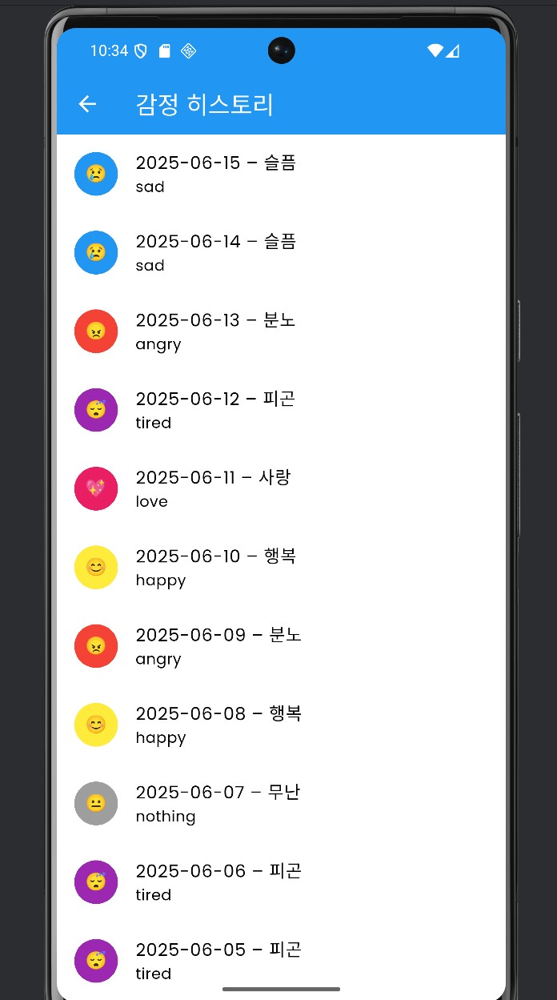 10:34
감정 히스토리
2025-06-15 – 슬픔
sad
2025-06-14 – 슬픔
sad
2025-06-13 – 분노
angry
2025-06-12 – 피곤
tired
2025-06-11 – 사랑
love
2025-06-10 – 행복
happy
2025-06-09 – 분노
angry
2025-06-08 – 행복
happy
2025-06-07 – 무난
nothing
2025-06-06 – 피곤
tired
2025-06-05 – 피곤
tired